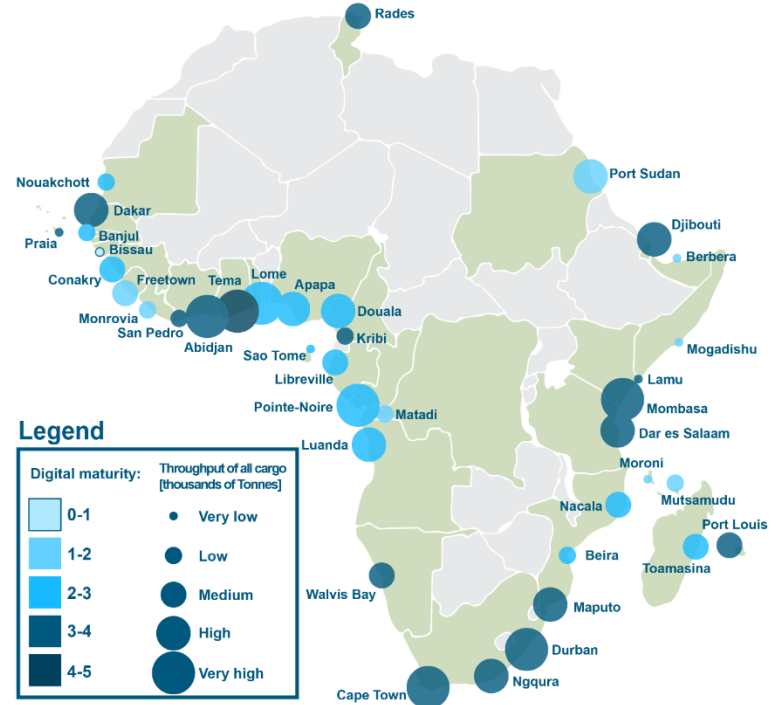 Rades
Port Sudan
Nouakchott
Dakar
Djibouti
Praia
Banjul
Bissau
Berbera
Conakry
Freetown
Tema
Lome
Apapa
Monrovia
Douala
San Pedro
Abidjan
Kribi
Sao Tome
Mogadishu
Libreville
Lamu
Pointe-Noire
Matadi
Mombasa
Dar es Salaam
Luanda
Moroni
Mutsamudu
Nacala
Port Louis
Beira
Toamasina
Walvis Bay
Maputo
Durban
Ngqura
Cape Town
Legend
Digital maturity:
0-1
1-2
2-3
3-4
4-5
Throughput of all cargo
[thousands of Tonnes]
Very low
Low
Medium
High
Very high